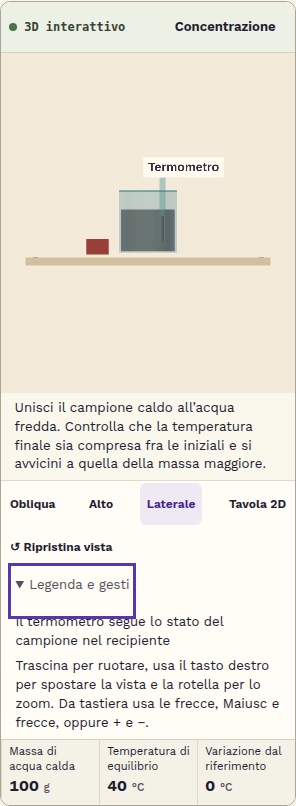 3D interattivo
Concentrazione
Termometro
Unisci il campione caldo all’acqua
fredda. Controlla che la temperatura
finale sia compresa fra le iniziali e si
avvicini a quella della massa maggiore.
Obliqua Alto Laterale Tavola 2D
↺ Ripristina vista
▼ Legenda e gesti
Il termometro segue lo stato del
campione nel recipiente
Trascina per ruotare, usa il tasto destro
per spostare la vista e la rotella per lo
zoom. Da tastiera usa le frecce, Maiusc e
frecce, oppure + e −.
Massa di
acqua calda
100 g
Temperatura di
equilibrio
40 °C
Variazione dal
riferimento
0 °C